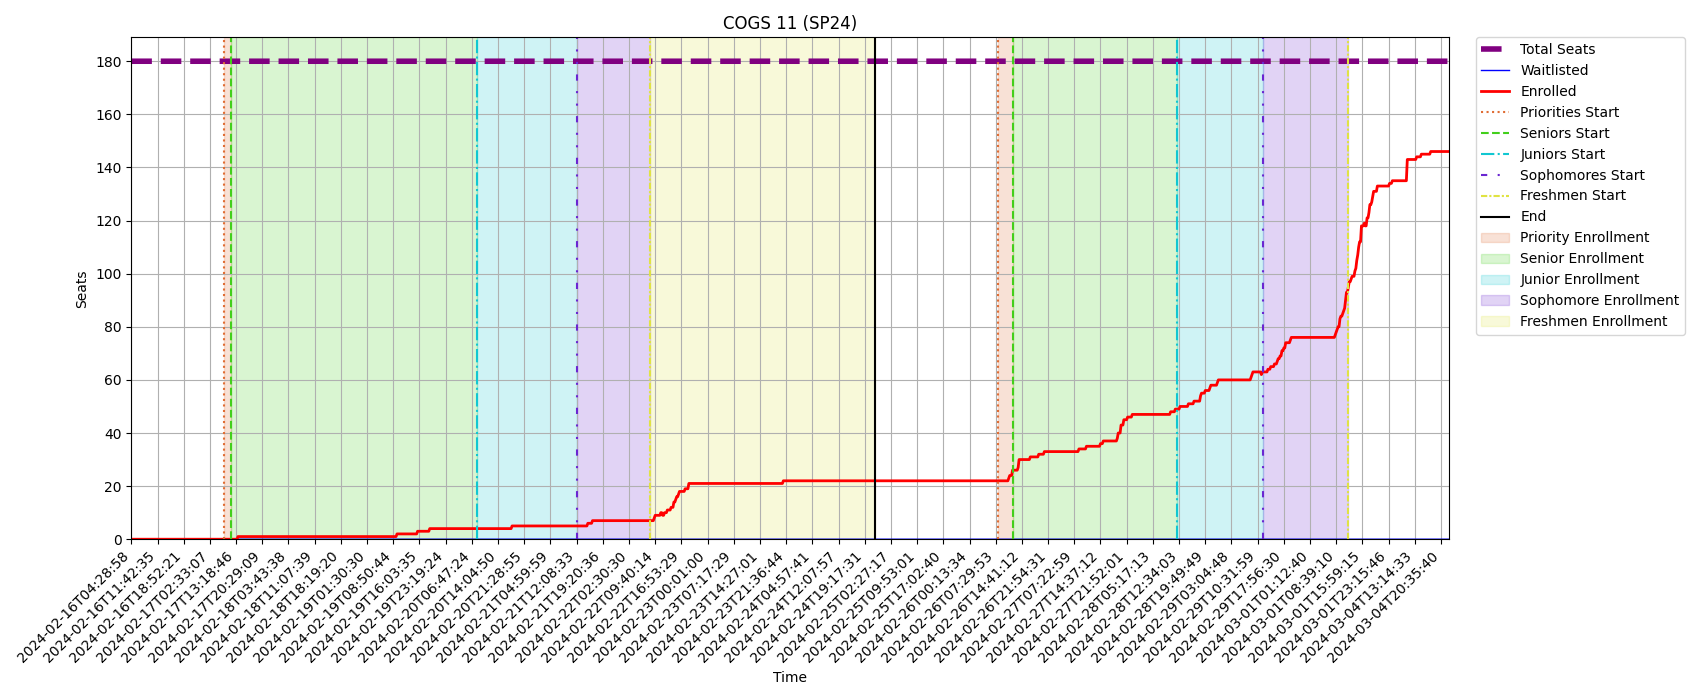 COGS 11 (SP24)
Seats
180
160
140
120
100
80
60
40
20
0
2024-02-16T04:28:58
2024-02-16T11:42:35
2024-02-16T18:52:21
2024-02-17T02:33:07
2024-02-17T13:18:46
2024-02-17T20:29:09
2024-02-18T03:43:38
2024-02-18T11:07:39
2024-02-18T18:19:20
2024-02-19T01:30:30
2024-02-19T08:50:44
2024-02-19T16:03:35
2024-02-19T23:19:24
2024-02-20T06:47:24
2024-02-20T14:04:50
2024-02-20T21:28:55
2024-02-21T04:59:59
2024-02-21T12:08:33
2024-02-21T19:20:36
2024-02-22T02:30:30
2024-02-22T09:40:14
2024-02-22T16:53:29
2024-02-23T00:01:00
2024-02-23T07:17:29
2024-02-23T14:27:01
2024-02-23T21:36:44
2024-02-24T04:57:41
2024-02-24T12:07:57
2024-02-24T19:17:31
2024-02-25T02:27:17
2024-02-25T09:53:01
2024-02-25T17:02:40
2024-02-26T00:13:34
2024-02-26T07:29:53
2024-02-26T14:41:12
2024-02-26T21:54:31
2024-02-27T07:22:59
2024-02-27T14:37:12
2024-02-27T21:52:01
2024-02-28T05:17:13
2024-02-28T12:34:03
2024-02-28T19:49:49
2024-02-29T03:04:48
2024-02-29T10:31:59
2024-02-29T17:56:30
2024-03-01T01:12:40
2024-03-01T08:39:10
2024-03-01T15:59:15
2024-03-01T23:15:46
2024-03-04T13:14:33
2024-03-04T20:35:40
Time
Total Seats
Waitlisted
Enrolled
Priorities Start
Seniors Start
Juniors Start
Sophomores Start
Freshmen Start
End
Priority Enrollment
Senior Enrollment
Junior Enrollment
Sophomore Enrollment
Freshmen Enrollment